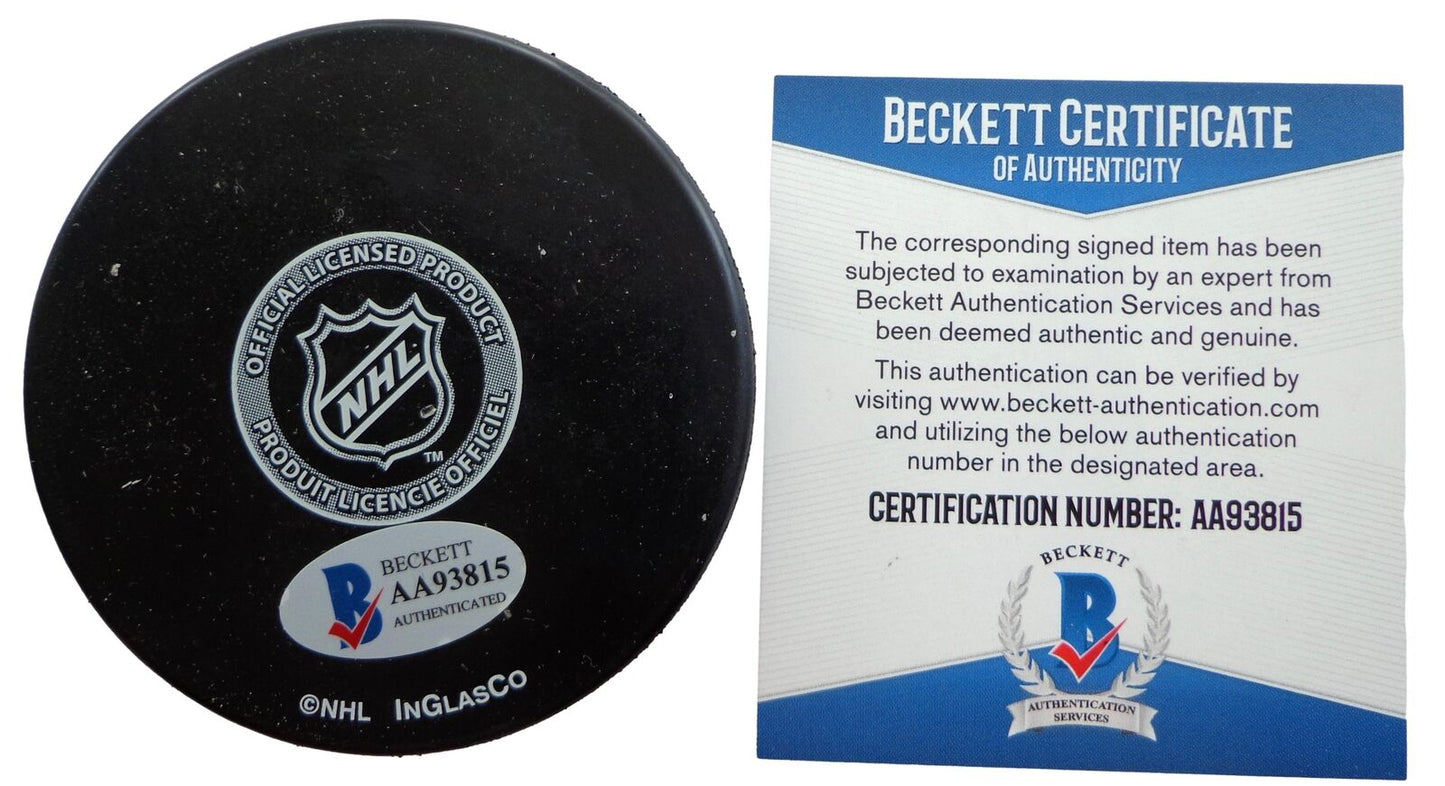 OFFICIAL LICENSED PRODUCT
NHL
TM
PRODUIT LICENCIE OFFICIEL
BECKETT
AA93815
AUTHENTICATED
©NHL INGLASCO
BECKETT CERTIFICATE
OF AUTHENTICITY
The corresponding signed item has been
subjected to examination by an expert from
Beckett Authentication Services and has
been deemed authentic and genuine.
This authentication can be verified by
visiting www.beckett-authentication.com
and utilizing the below authentication
number in the designated area.
CERTIFICATION NUMBER: AA93815
BECKETT
B
AUTHENTICATION
SERVICES